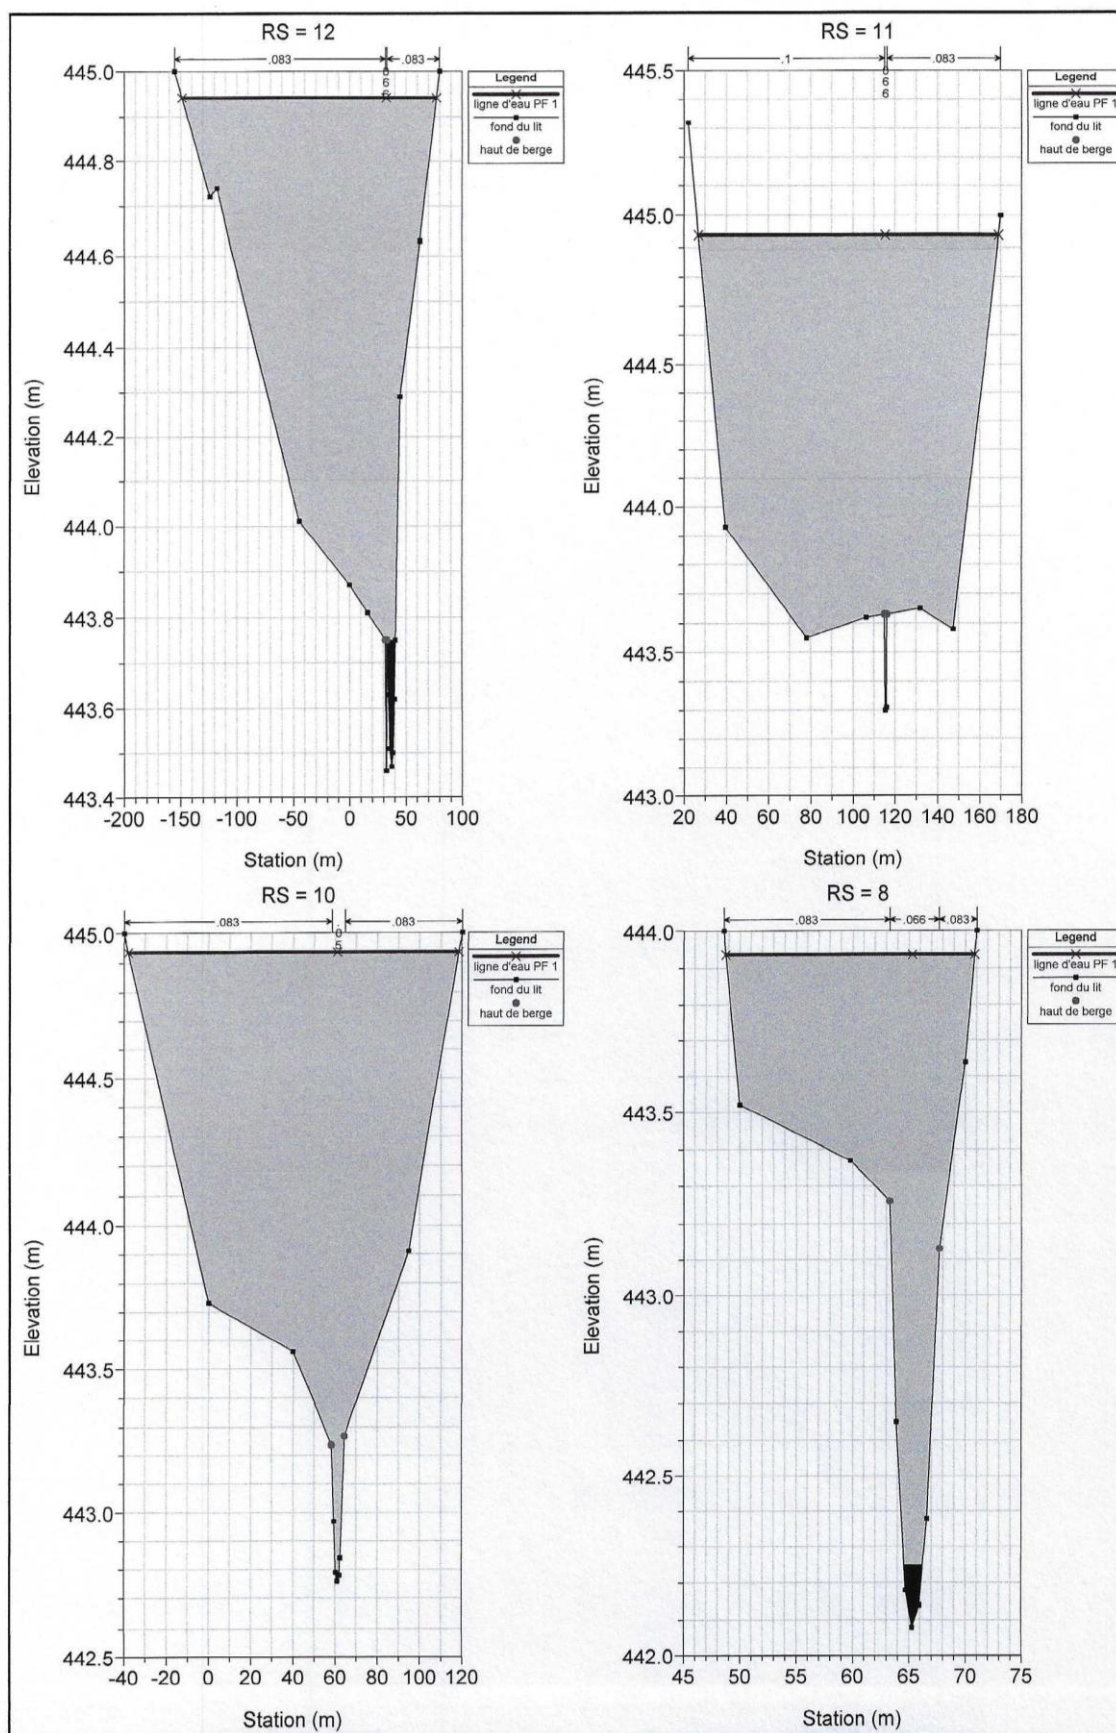 RS = 12
.083
.083
0
6
6
445.0
444.8
444.6
444.4
444.2
444.0
443.8
443.6
443.4
-200
-150
-100
-50
0
50
100
Elevation (m)
Station (m)
Legend
ligne d'eau PF 1
fond du lit
haut de berge
RS = 11
.1
.083
0
6
6
445.5
445.0
444.5
444.0
443.5
443.0
20
40
60
80
100
120
140
160
180
Elevation (m)
Station (m)
Legend
ligne d'eau PF 1
fond du lit
haut de berge
RS = 10
.083
.083
.
0
5
445.0
444.5
444.0
443.5
443.0
442.5
-40
-20
0
20
40
60
80
100
120
Elevation (m)
Station (m)
Legend
ligne d'eau PF 1
fond du lit
haut de berge
RS = 8
.083
.066
.083
444.0
443.5
443.0
442.5
442.0
45
50
55
60
65
70
75
Elevation (m)
Station (m)
Legend
ligne d'eau PF 1
fond du lit
haut de berge